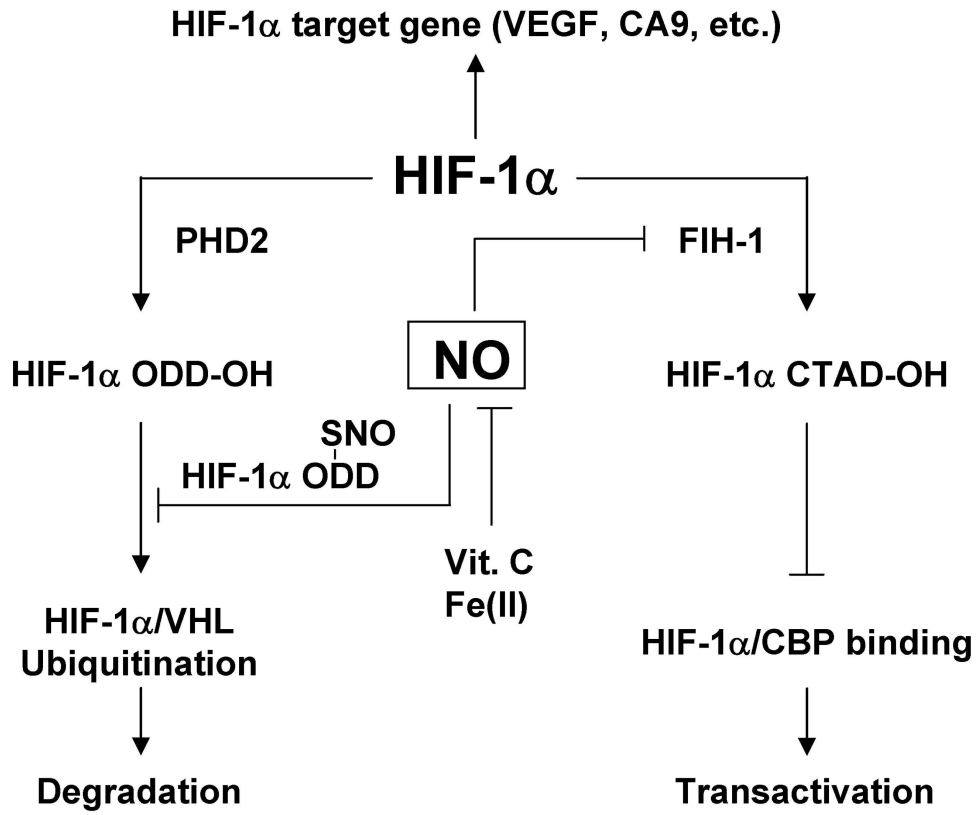 HIF-1α target gene (VEGF, CA9, etc.)
HIF-1α
PHD2
FIH-1
NO
HIF-1α ODD-OH
HIF-1α CTAD-OH
SNO
HIF-1α ODD
Vit. C
Fe(II)
HIF-1α/VHL
Ubiquitination
HIF-1α/CBP binding
Degradation
Transactivation